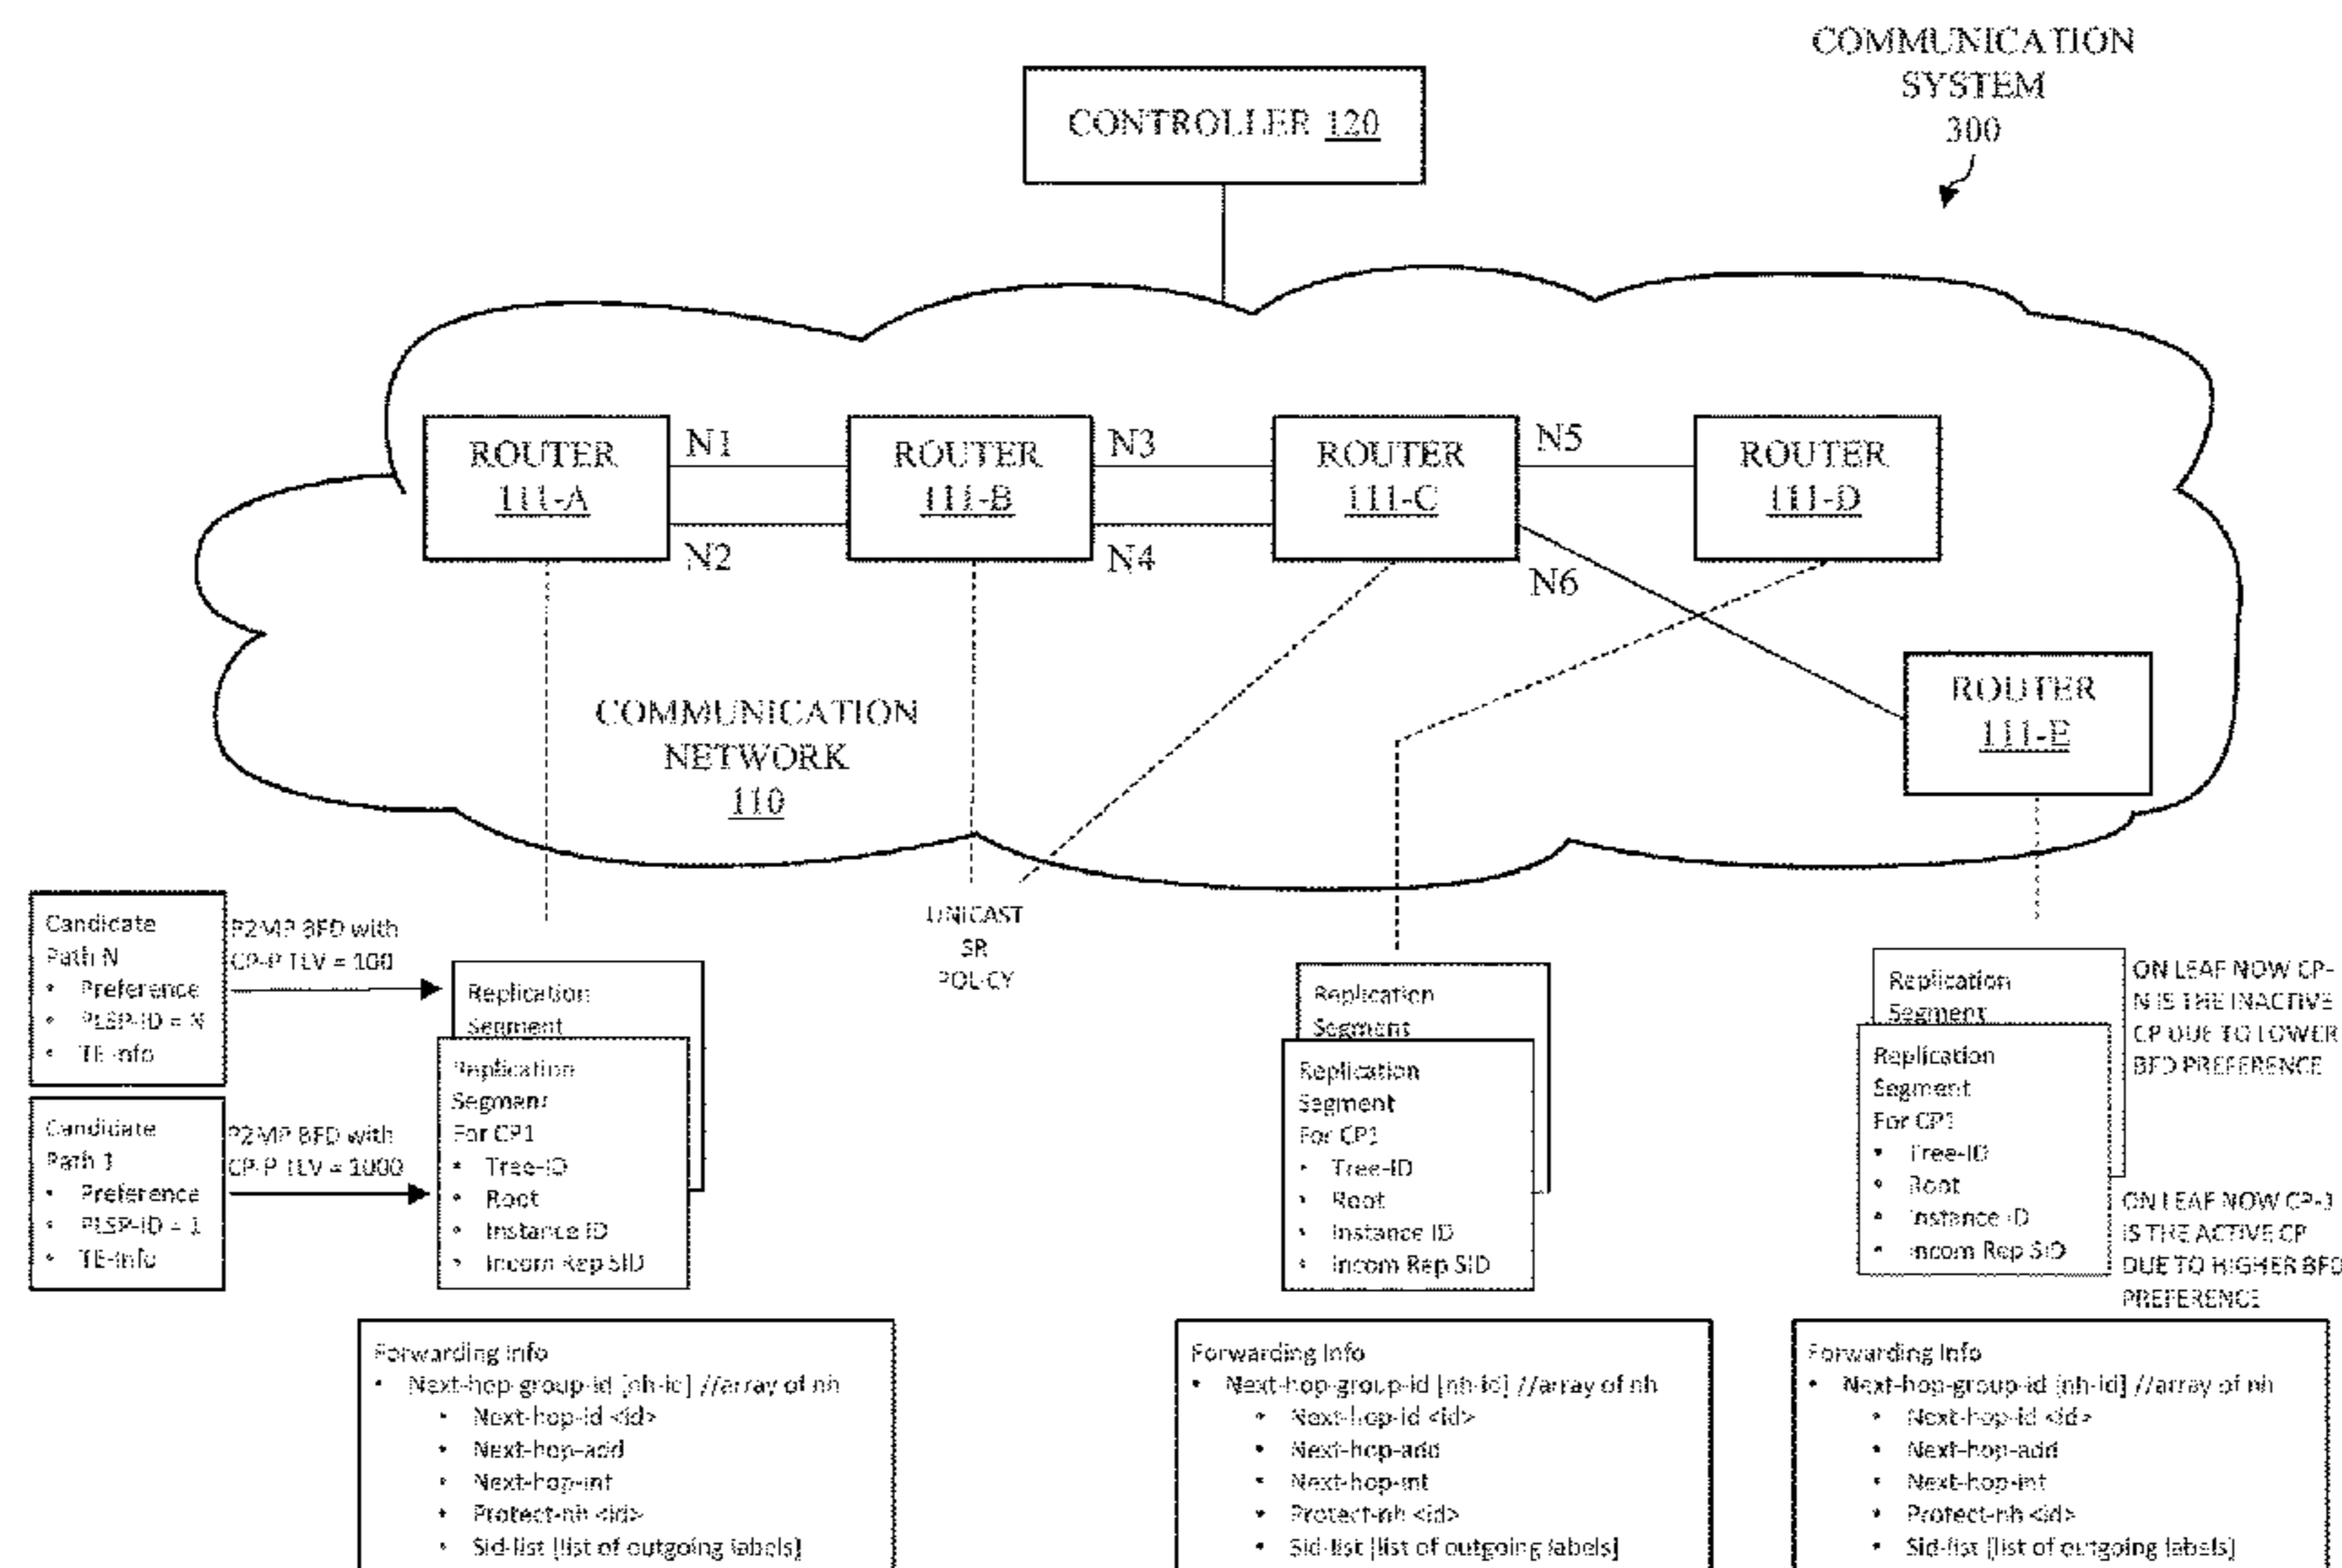 COMMUNICATION
SYSTEM
300
CONTROLLER 120
ROUTER
111-A
N1
N2
ROUTER
111-B
N3
N4
ROUTER
111-C
N5
N6
ROUTER
111-D
ROUTER
111-E
COMMUNICATION
NETWORK
110
UNICAST
SR
POLICY
Candidate
Path N
• Preference
• PLSP-ID = N
• TE-Info
P2MP BFD with
CP-P TLV = 100
Candidate
Path 1
• Preference
• PLSP-ID = 1
• TE-Info
P2MP BFD with
CP-P TLV = 1000
Replication
Segment
Replication
Segment
For CP1
• Tree-ID
• Root
• Instance ID
• Incom Rep SID
Replication
Segment
Replication
Segment
For CP1
• Tree-ID
• Root
• Instance ID
• Incom Rep SID
Replication
Segment
Replication
Segment
For CP1
• Tree-ID
• Root
• Instance ID
• Incom Rep SID
ON LEAF NOW CP-
N IS THE INACTIVE
CP DUE TO LOWER
BFD PREFERENCE
ON LEAF NOW
IS THE ACTIVE CP
DUE TO HIGHER BFD
PREFERENCE
Forwarding Info
• Next-hop-group-id [nh-id] //array of nh
• Next-hop-id <id>
• Next-hop-add
• Next-hop-int
• Protect-nh <id>
• Sid-list [list of outgoing labels]
Forwarding Info
• Next-hop-group-id [nh-id] //array of nh
• Next-hop-id <id>
• Next-hop-add
• Next-hop-int
• Protect-nh <id>
• Sid-list [list of outgoing labels]
Forwarding Info
• Next-hop-group-id [nh-id] //array of nh
• Next-hop-id <id>
• Next-hop-add
• Next-hop-int
• Protect-nh <id>
• Sid-list [list of outgoing labels]